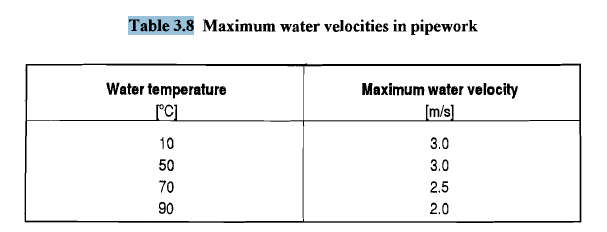 Table 3.8 Maximum water velocities in pipework
Water temperature Maximum water velocity
[°C] [m/s]
10 3.0
50 3.0
70 2.5
90 2.0